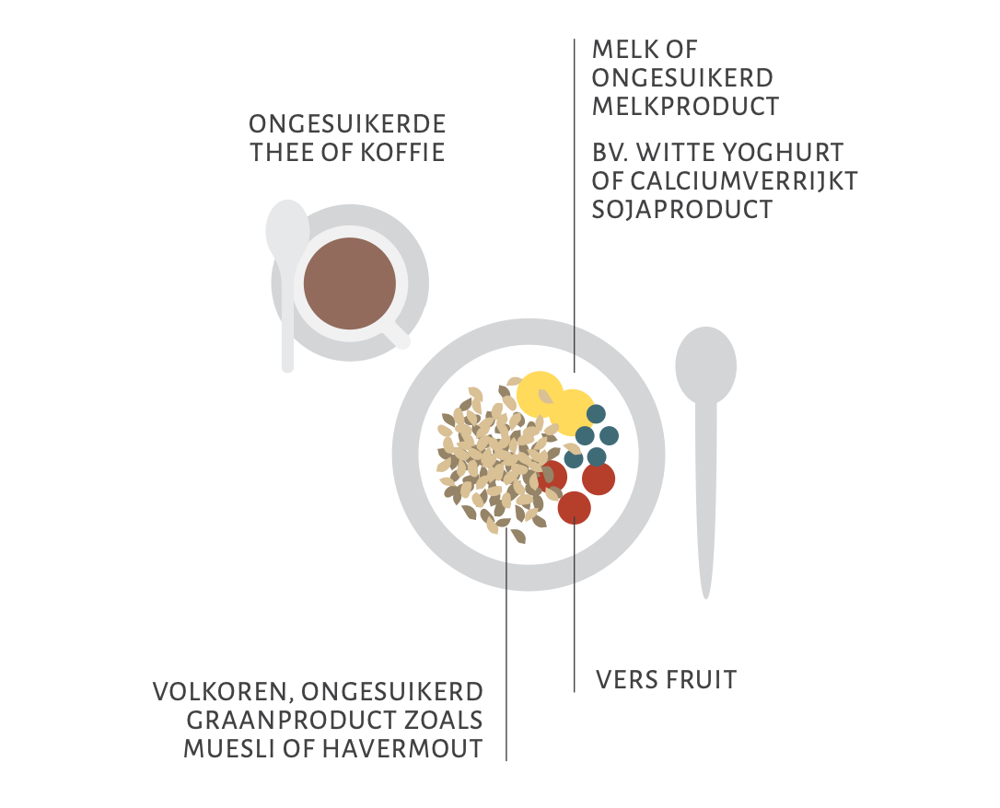 MELK OF
ONGESUIKERD
MELKPRODUCT
BV. WITTE YOGHURT
OF CALCIUMVERRIJKT
SOJAPRODUCT
ONGESUIKERDE
THEE OF KOFFIE
VOLKOREN, ONGESUIKERD
GRAANPRODUCT ZOALS
MUESLI OF HAVERMOUT
VERS FRUIT